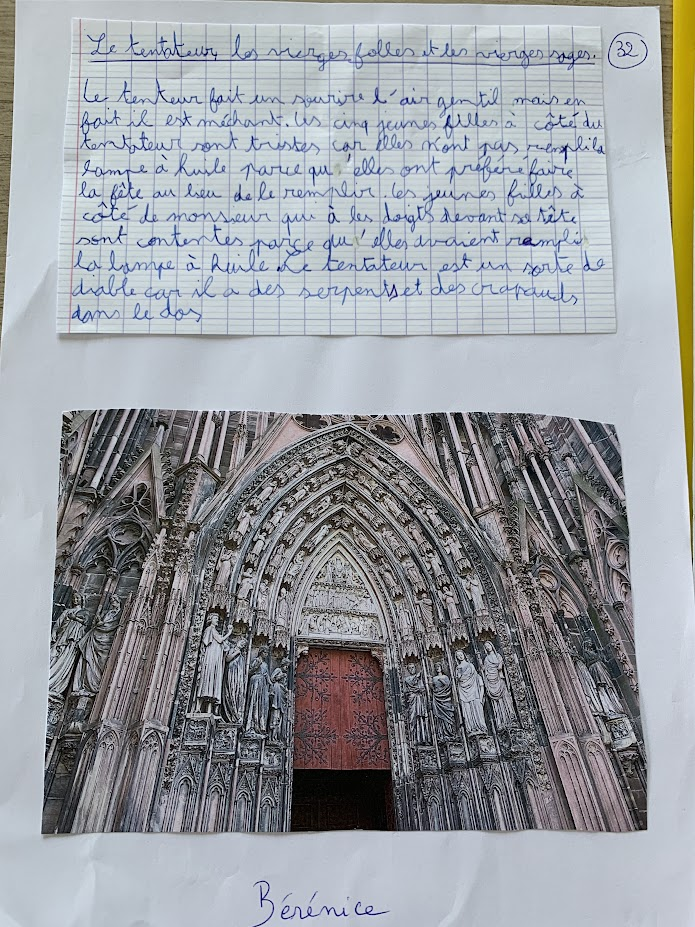 Le tentateur, les vierges folles et les vierges sages.
32
Le tenteur fait un sourire l'air gentil mais en
fait il est méchant. Les cinq jeunes filles à côté du
tentateur sont tristes car elles n'ont pas rempli la
lampe à huile parce qu'elles ont préféré faire
la fête au lieu de le remplir. Les jeunes filles à
côté de monsieur qui à les doigts devant se tête
sont contentes parce qu'elles avaient rempli
la lampe à huile Le tentateur est un sorte de
diable car il a des serpents et des crapauds
dans le dos
Bérénice